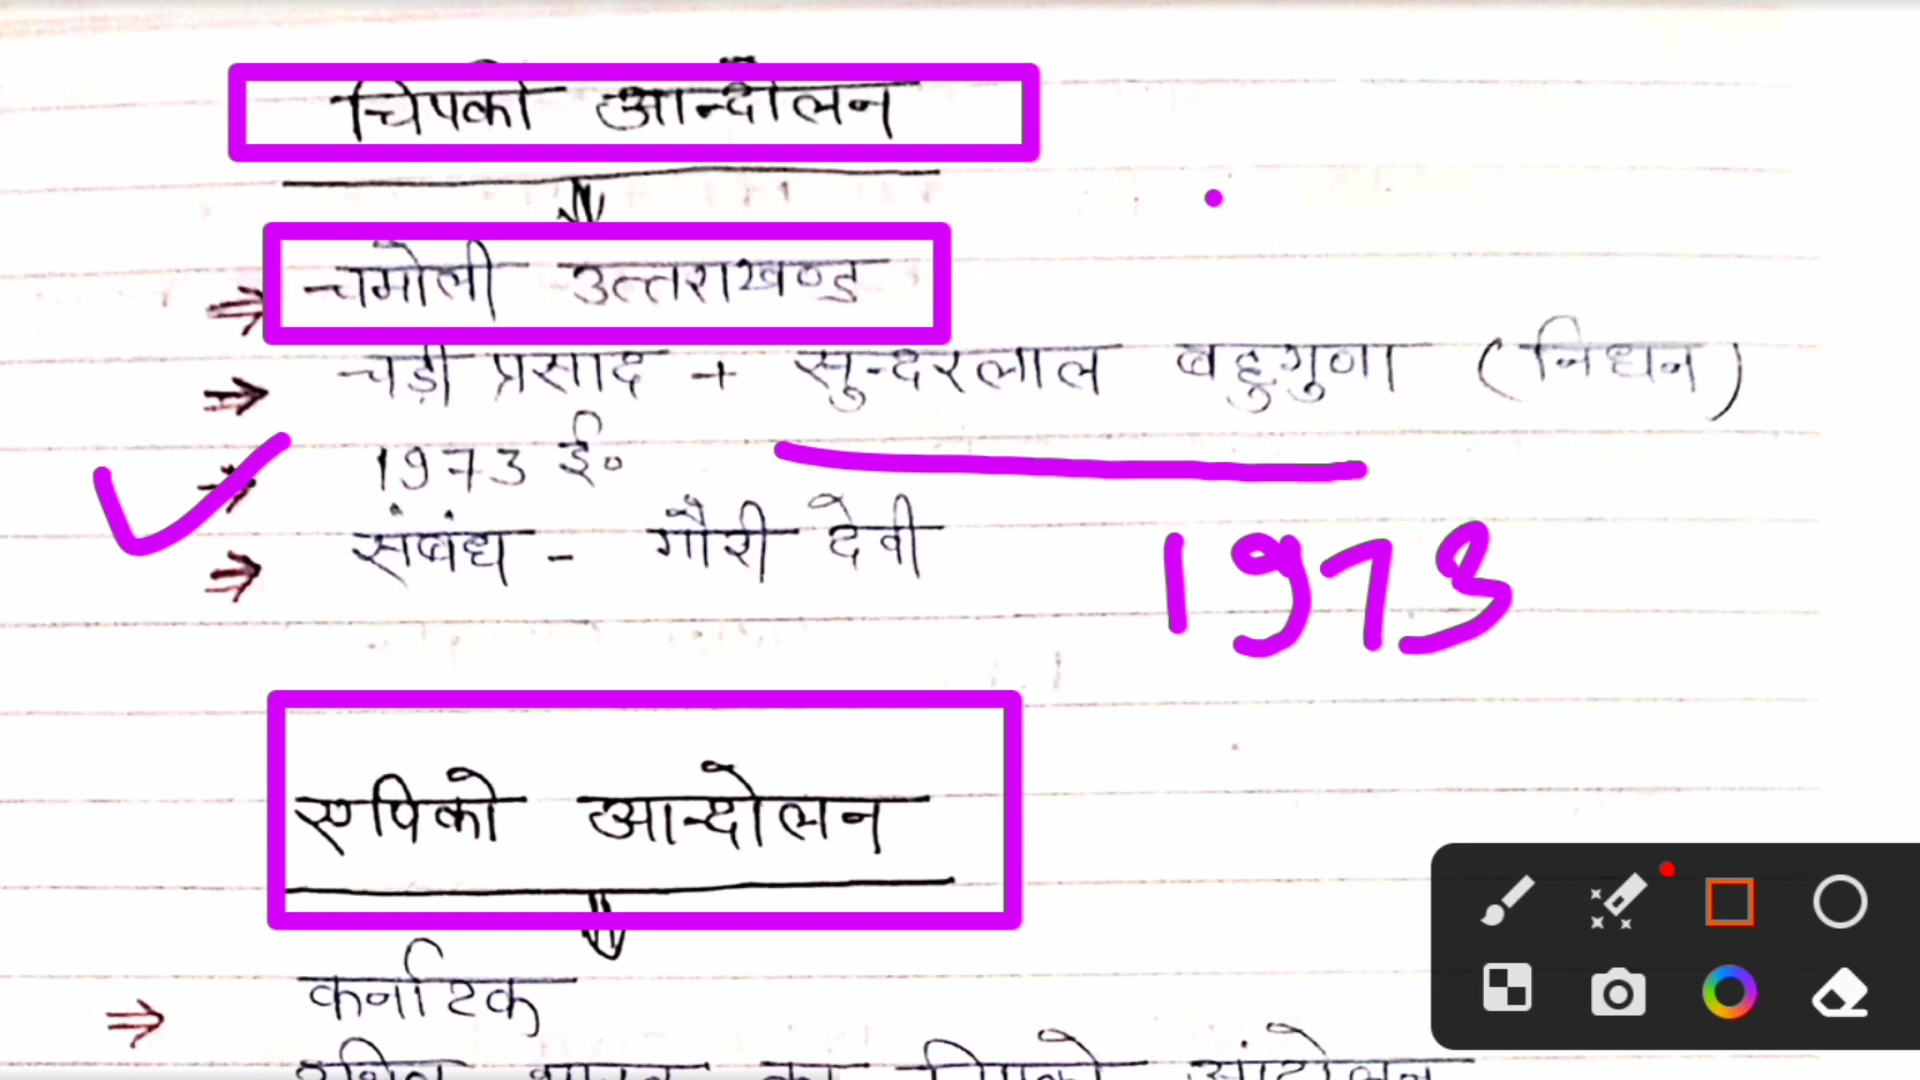 चिपको आन्दोलन
चमोली उत्तराखण्ड
चड़ी प्रसाद + सुन्दरलाल बहुगुणा (निधन)
1973 ई०
संबंध - गौरी देवी
1973
एपिको आन्दोलन
कर्नाटक